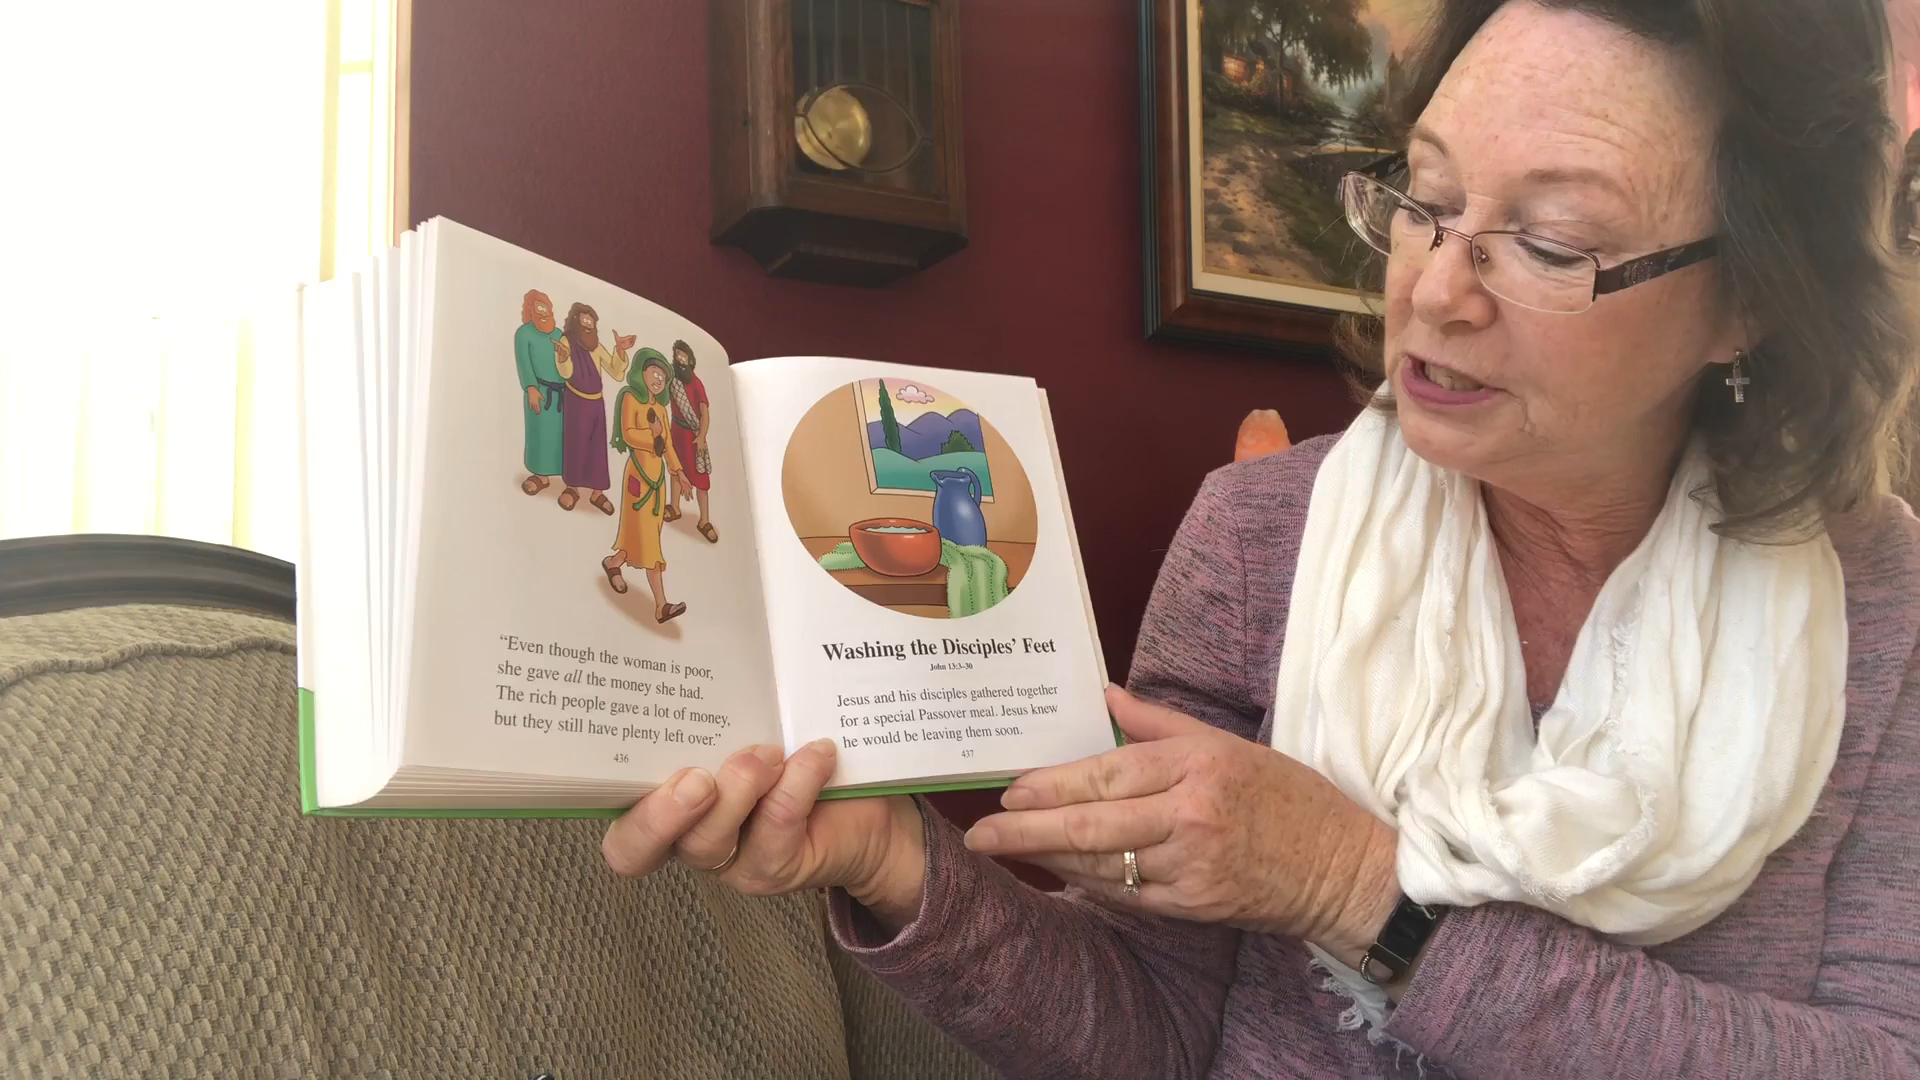 “Even though the woman is poor,
she gave all the money she had.
The rich people gave a lot of money,
but they still have plenty left over.”
436
Washing the Disciples’ Feet
John 13:3–30
Jesus and his disciples gathered together
for a special Passover meal. Jesus knew
he would be leaving them soon.
437